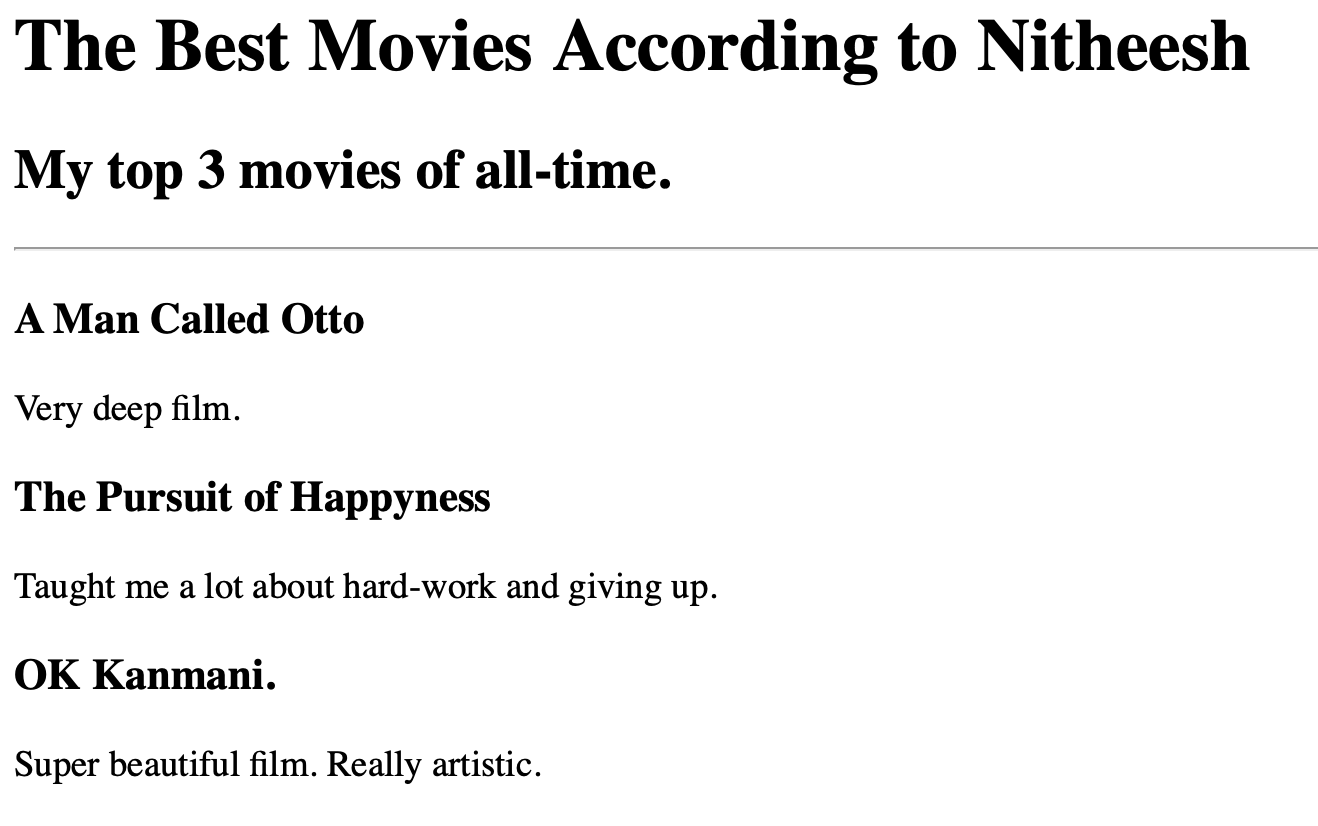 The Best Movies According to Nitheesh
My top 3 movies of all-time.
A Man Called Otto
Very deep film.
The Pursuit of Happyness
Taught me a lot about hard-work and giving up.
OK Kanmani.
Super beautiful film. Really artistic.